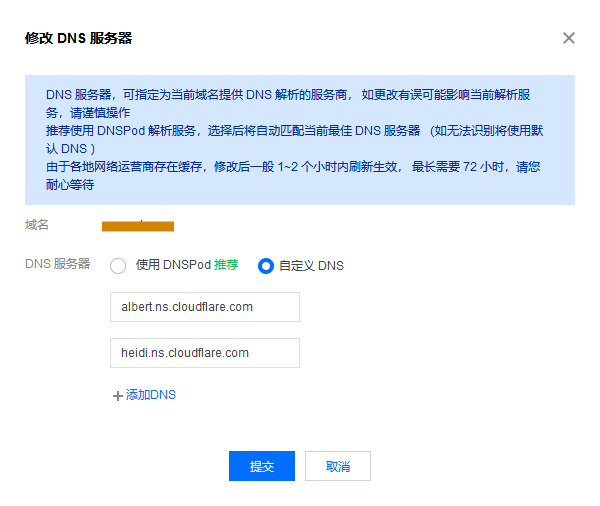 修改 DNS 服务器
DNS 服务器，可指定为当前域名提供 DNS 解析的服务商， 如更改有误可能影响当前解析服
务，请谨慎操作
推荐使用 DNSPod 解析服务，选择后将自动匹配当前最佳 DNS 服务器 （如无法识别将使用默
认 DNS ）
由于各地网络运营商存在缓存，修改后一般 1~2 个小时内刷新生效， 最长需要 72 小时，请您
耐心等待
域名
DNS 服务器 使用 DNSPod 推荐 自定义 DNS
albert.ns.cloudflare.com
heidi.ns.cloudflare.com
添加DNS
提交 取消